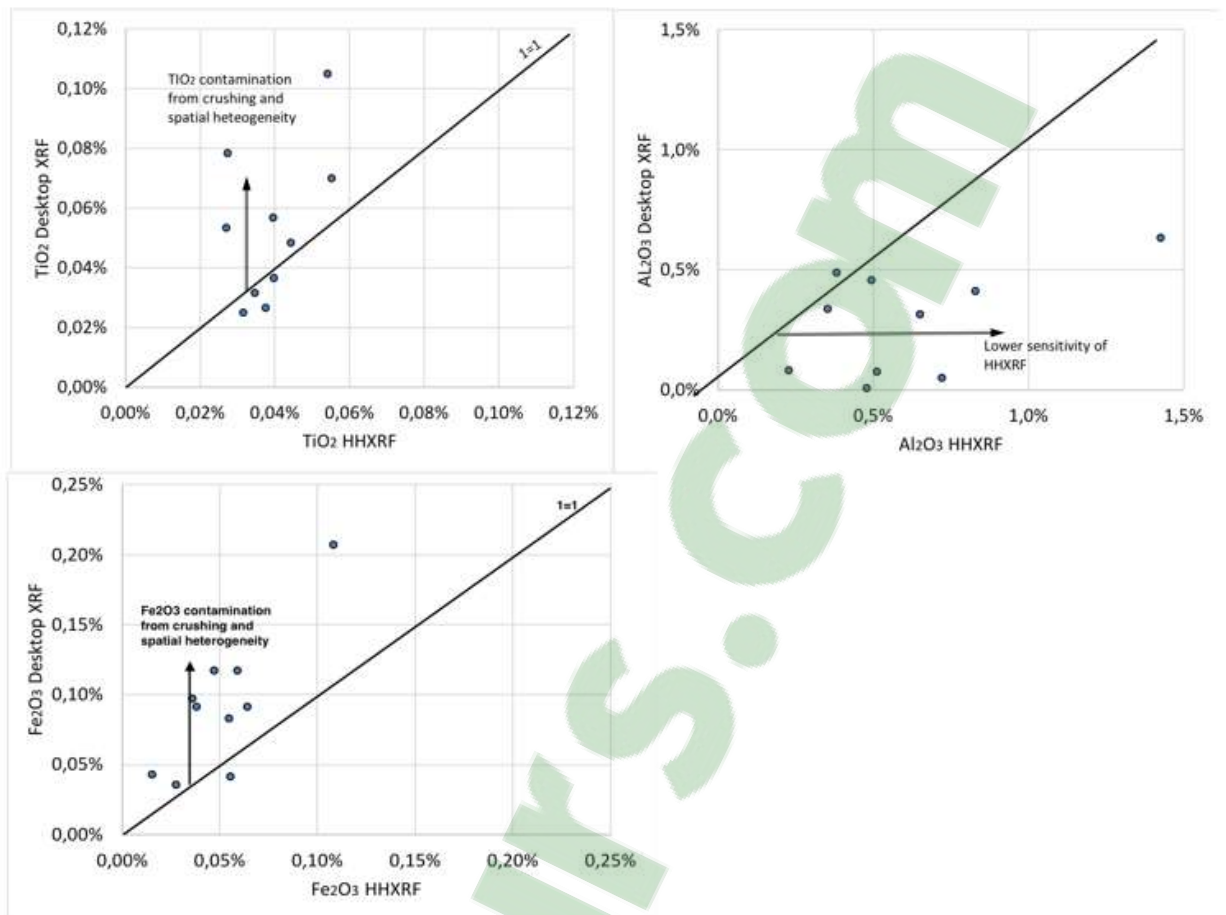 0,12%
0,10%
0,08%
0,06%
0,04%
0,02%
0,00%
TiO2 Desktop XRF
TIO2 contamination
from crushing and
spatial heteogeneity
1=1
0,00%
0,02%
0,04%
0,06%
0,08%
0,10%
0,12%
TiO2 HHXRF
1,5%
1,0%
0,5%
0,0%
AL2O3 Desktop XRF
Lower sensitivity of
HHXRF
0,0%
0,5%
1,0%
1,5%
Al2O3 HHXRF
0,25%
0,20%
0,15%
0,10%
0,05%
0,00%
Fe2O3 Desktop XRF
1=1
Fe2O3 contamination
from crushing and
spatial heterogeneity
0,00%
0,05%
0,10%
0,15%
0,20%
0,25%
Fe2O3 HHXRF
rs.com